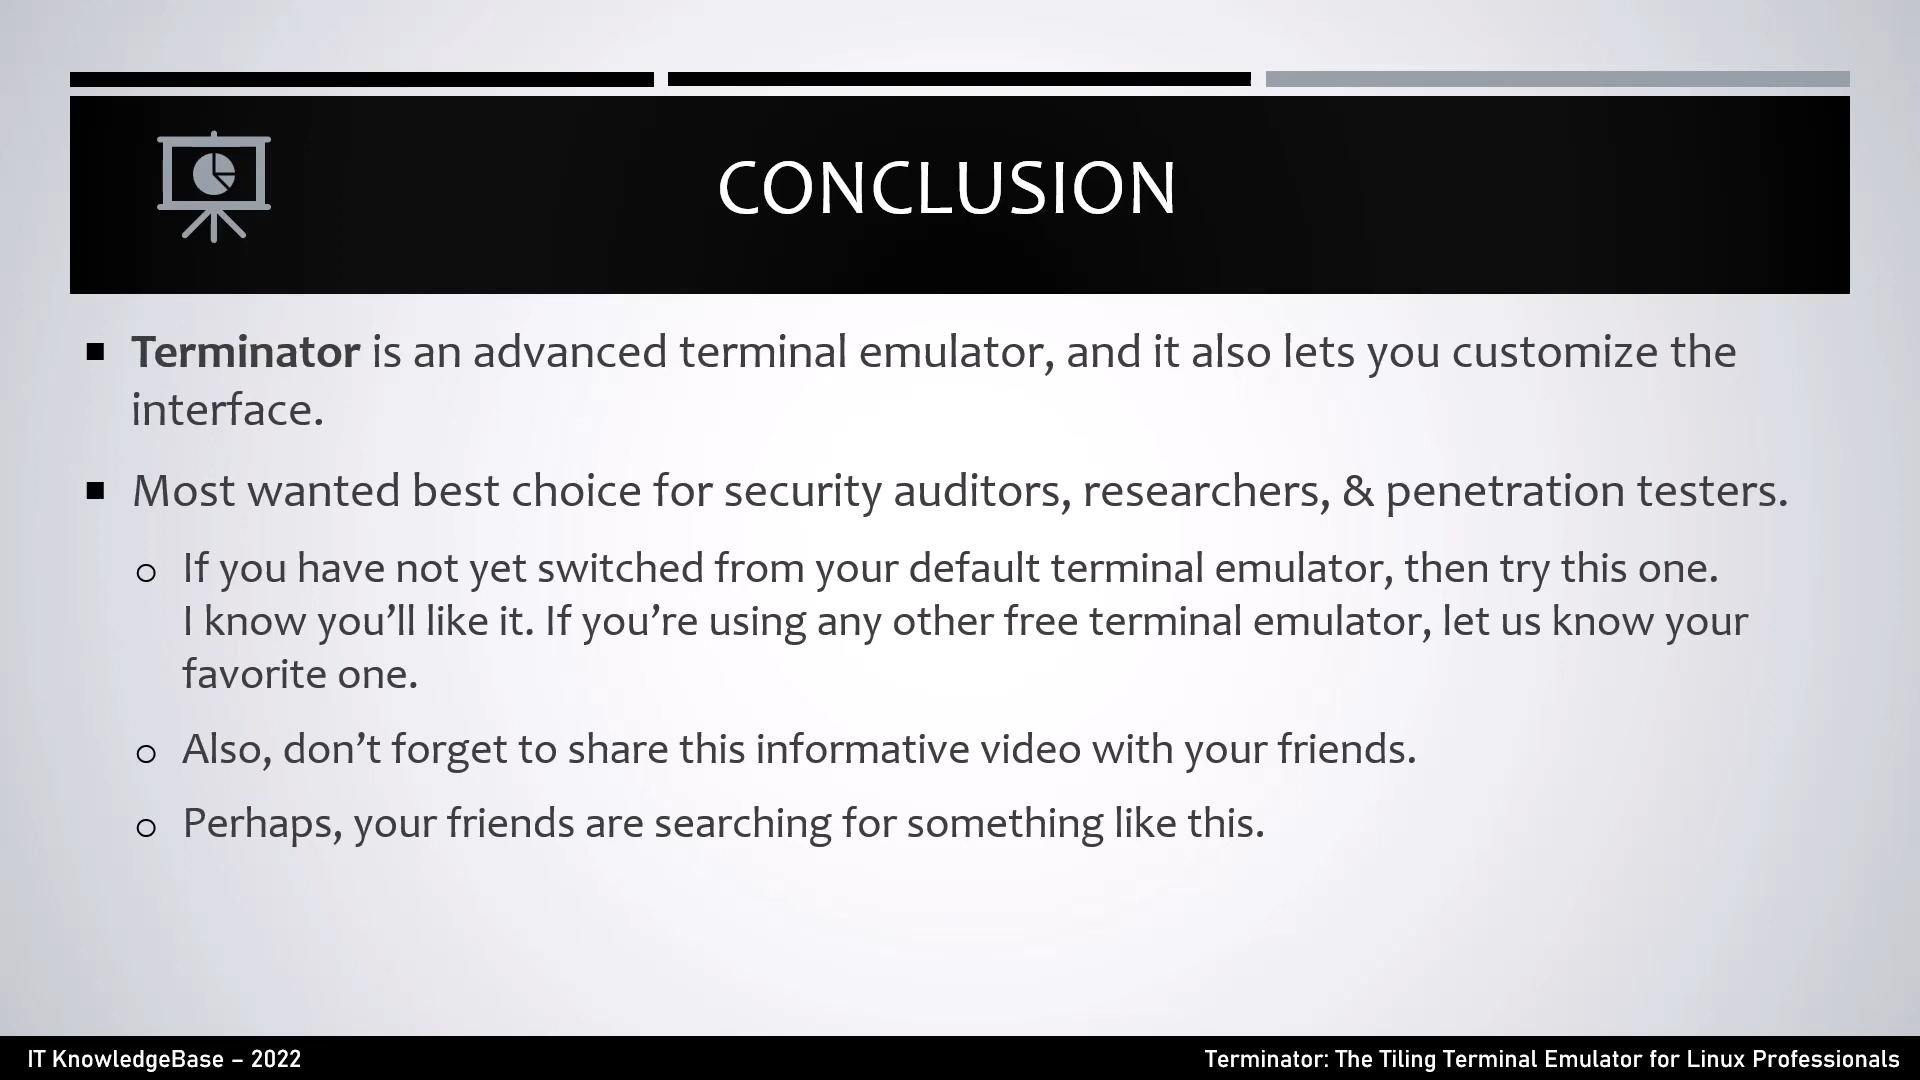 CONCLUSION
Terminator is an advanced terminal emulator, and it also lets you customize the
interface.
Most wanted best choice for security auditors, researchers, & penetration testers.
If you have not yet switched from your default terminal emulator, then try this one.
I know you’ll like it. If you’re using any other free terminal emulator, let us know your
favorite one.
Also, don’t forget to share this informative video with your friends.
Perhaps, your friends are searching for something like this.
IT KnowledgeBase – 2022
Terminator: The Tiling Terminal Emulator for Linux Professionals